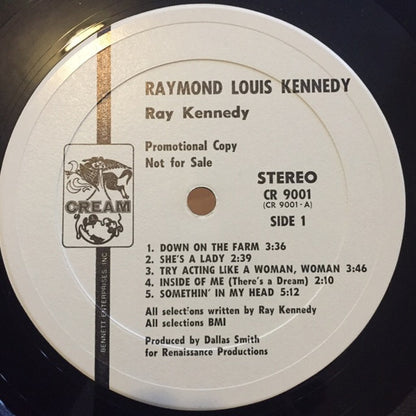 RAYMOND LOUIS KENNEDY
Ray Kennedy
Promotional Copy
Not for Sale
STEREO
CR 9001
(CR 9001-A)
SIDE 1
CREAM
BENNETT ENTERPRISES, INC.
1. DOWN ON THE FARM 3:36
2. SHE'S A LADY 2:39
3. TRY ACTING LIKE A WOMAN, WOMAN 3:46
4. INSIDE OF ME (There's a Dream) 2:10
5. SOMETHIN' IN MY HEAD 5:12
All selections written by Ray Kennedy
All selections BMI
Produced by Dallas Smith
for Renaissance Productions